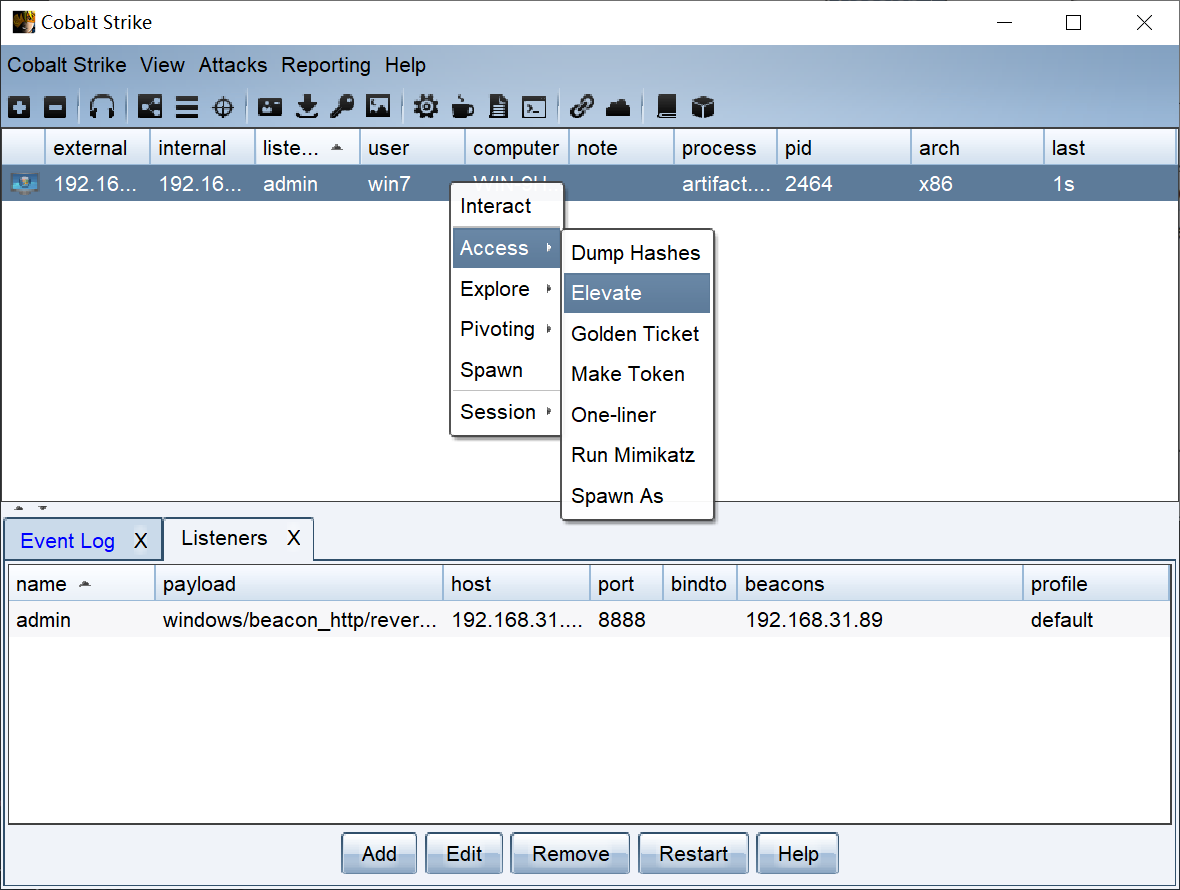 Cobalt Strike
Cobalt Strike View Attacks Reporting Help
external internal liste... user computer note process pid arch last
192.16... 192.16... admin win7 artifact.... 2464 x86 1s
Interact
Access
Explore
Pivoting
Spawn
Session
Dump Hashes
Elevate
Golden Ticket
Make Token
One-liner
Run Mimikatz
Spawn As
Event Log X Listeners X
name payload host port bindto beacons profile
admin windows/beacon_http/rever... 192.168.31.... 8888 192.168.31.89 default
Add Edit Remove Restart Help